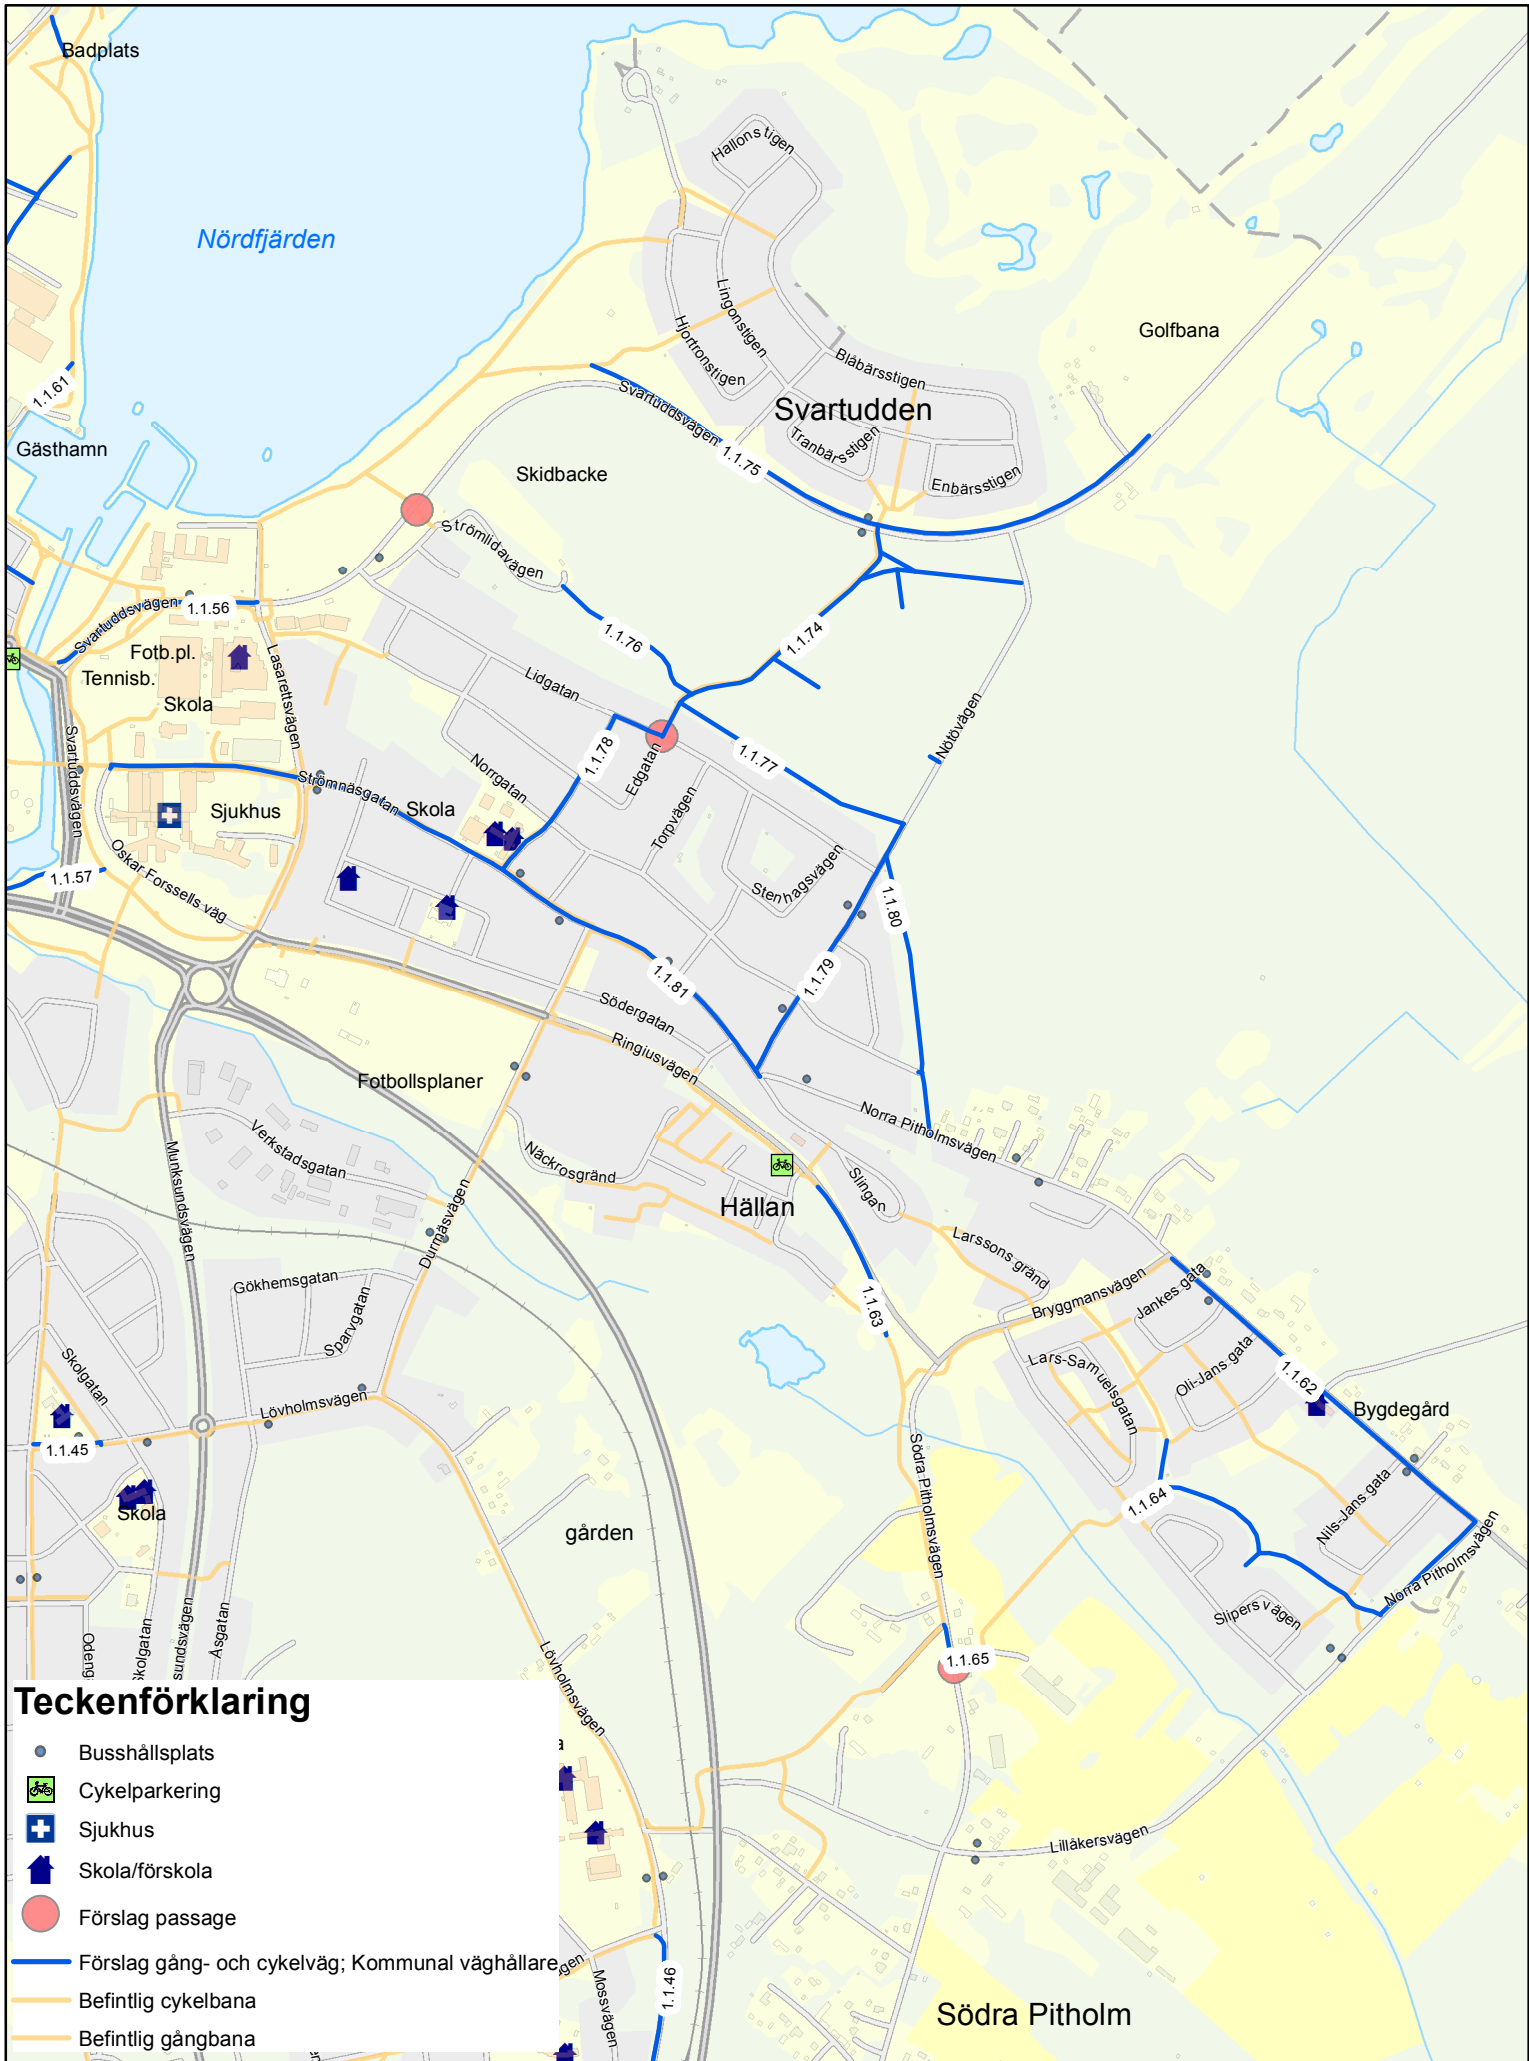 Badplats
Hallonstigen
Nördfjärden
Lingonstigen
Hjortronstigen
Golfbana
Blåbärsstigen
1.1.61
Svartuddsvägen
Svartudden
Tranbärsstigen
Gästhamn
1.1.75
Skidbacke
Enbärsstigen
Strömlidavägen
Svartuddsvägen
1.1.56
1.1.76
1.1.74
Fotb.pl.
Tennisb.
Skola
Lasarettsvägen
Lidgatan
Nötövägen
Svartuddsvägen
1.1.78
Edgatan
1.1.77
Norrgatan
Strömnäsgatan
Skola
Sjukhus
Torpvägen
Oskar Forssells väg
1.1.57
Stenhagsvägen
1.1.80
1.1.81
1.1.79
Södergatan
Ringiusvägen
Fotbollsplaner
Norra Pitholmsvägen
Verkstadsgatan
Munksundsvägen
Näckrosgränd
Slingan
Hällan
Durrnäsvägen
Larssons gränd
Gökhemsgatan
Bryggmansvägen
Jankes gata
1.1.63
Sparvgatan
Lars-Samuelsgatan
Oli-Jans gata
Skolgatan
1.1.62
Lövholmsvägen
Bygdegård
1.1.45
Södra Pitholmsvägen
1.1.64
Nils-Jans gata
Skola
gården
Norra Pitholmsvägen
Slipers vägen
Odeng
Skolgatan
sundsvägen
Åsgatan
Lövholmsvägen
1.1.65
Teckenförklaring
Busshållsplats
a
Cykelparkering
Sjukhus
Lillåkersvägen
Skola/förskola
Förslag passage
Förslag gång- och cykelväg; Kommunal väghållare
gen
1.1.46
Mossvägen
Befintlig cykelbana
Södra Pitholm
Befintlig gångbana